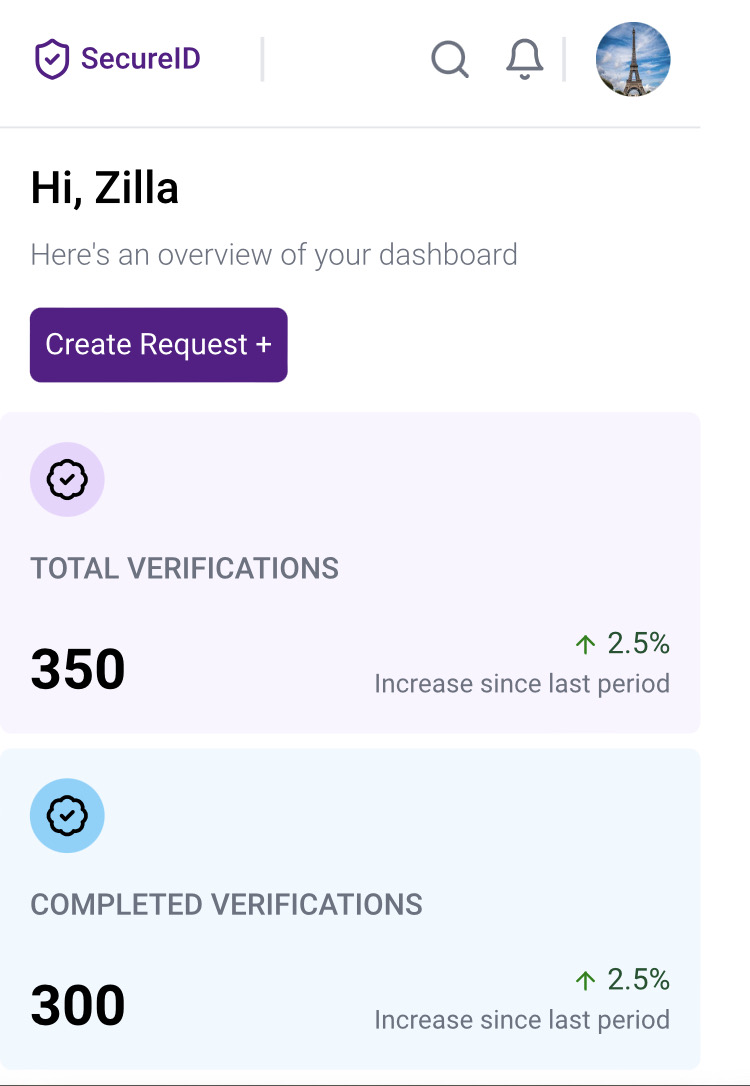 SecureID
Hi, Zilla
Here's an overview of your dashboard
Create Request +
TOTAL VERIFICATIONS
350
↑ 2.5%
Increase since last period
COMPLETED VERIFICATIONS
300
↑ 2.5%
Increase since last period